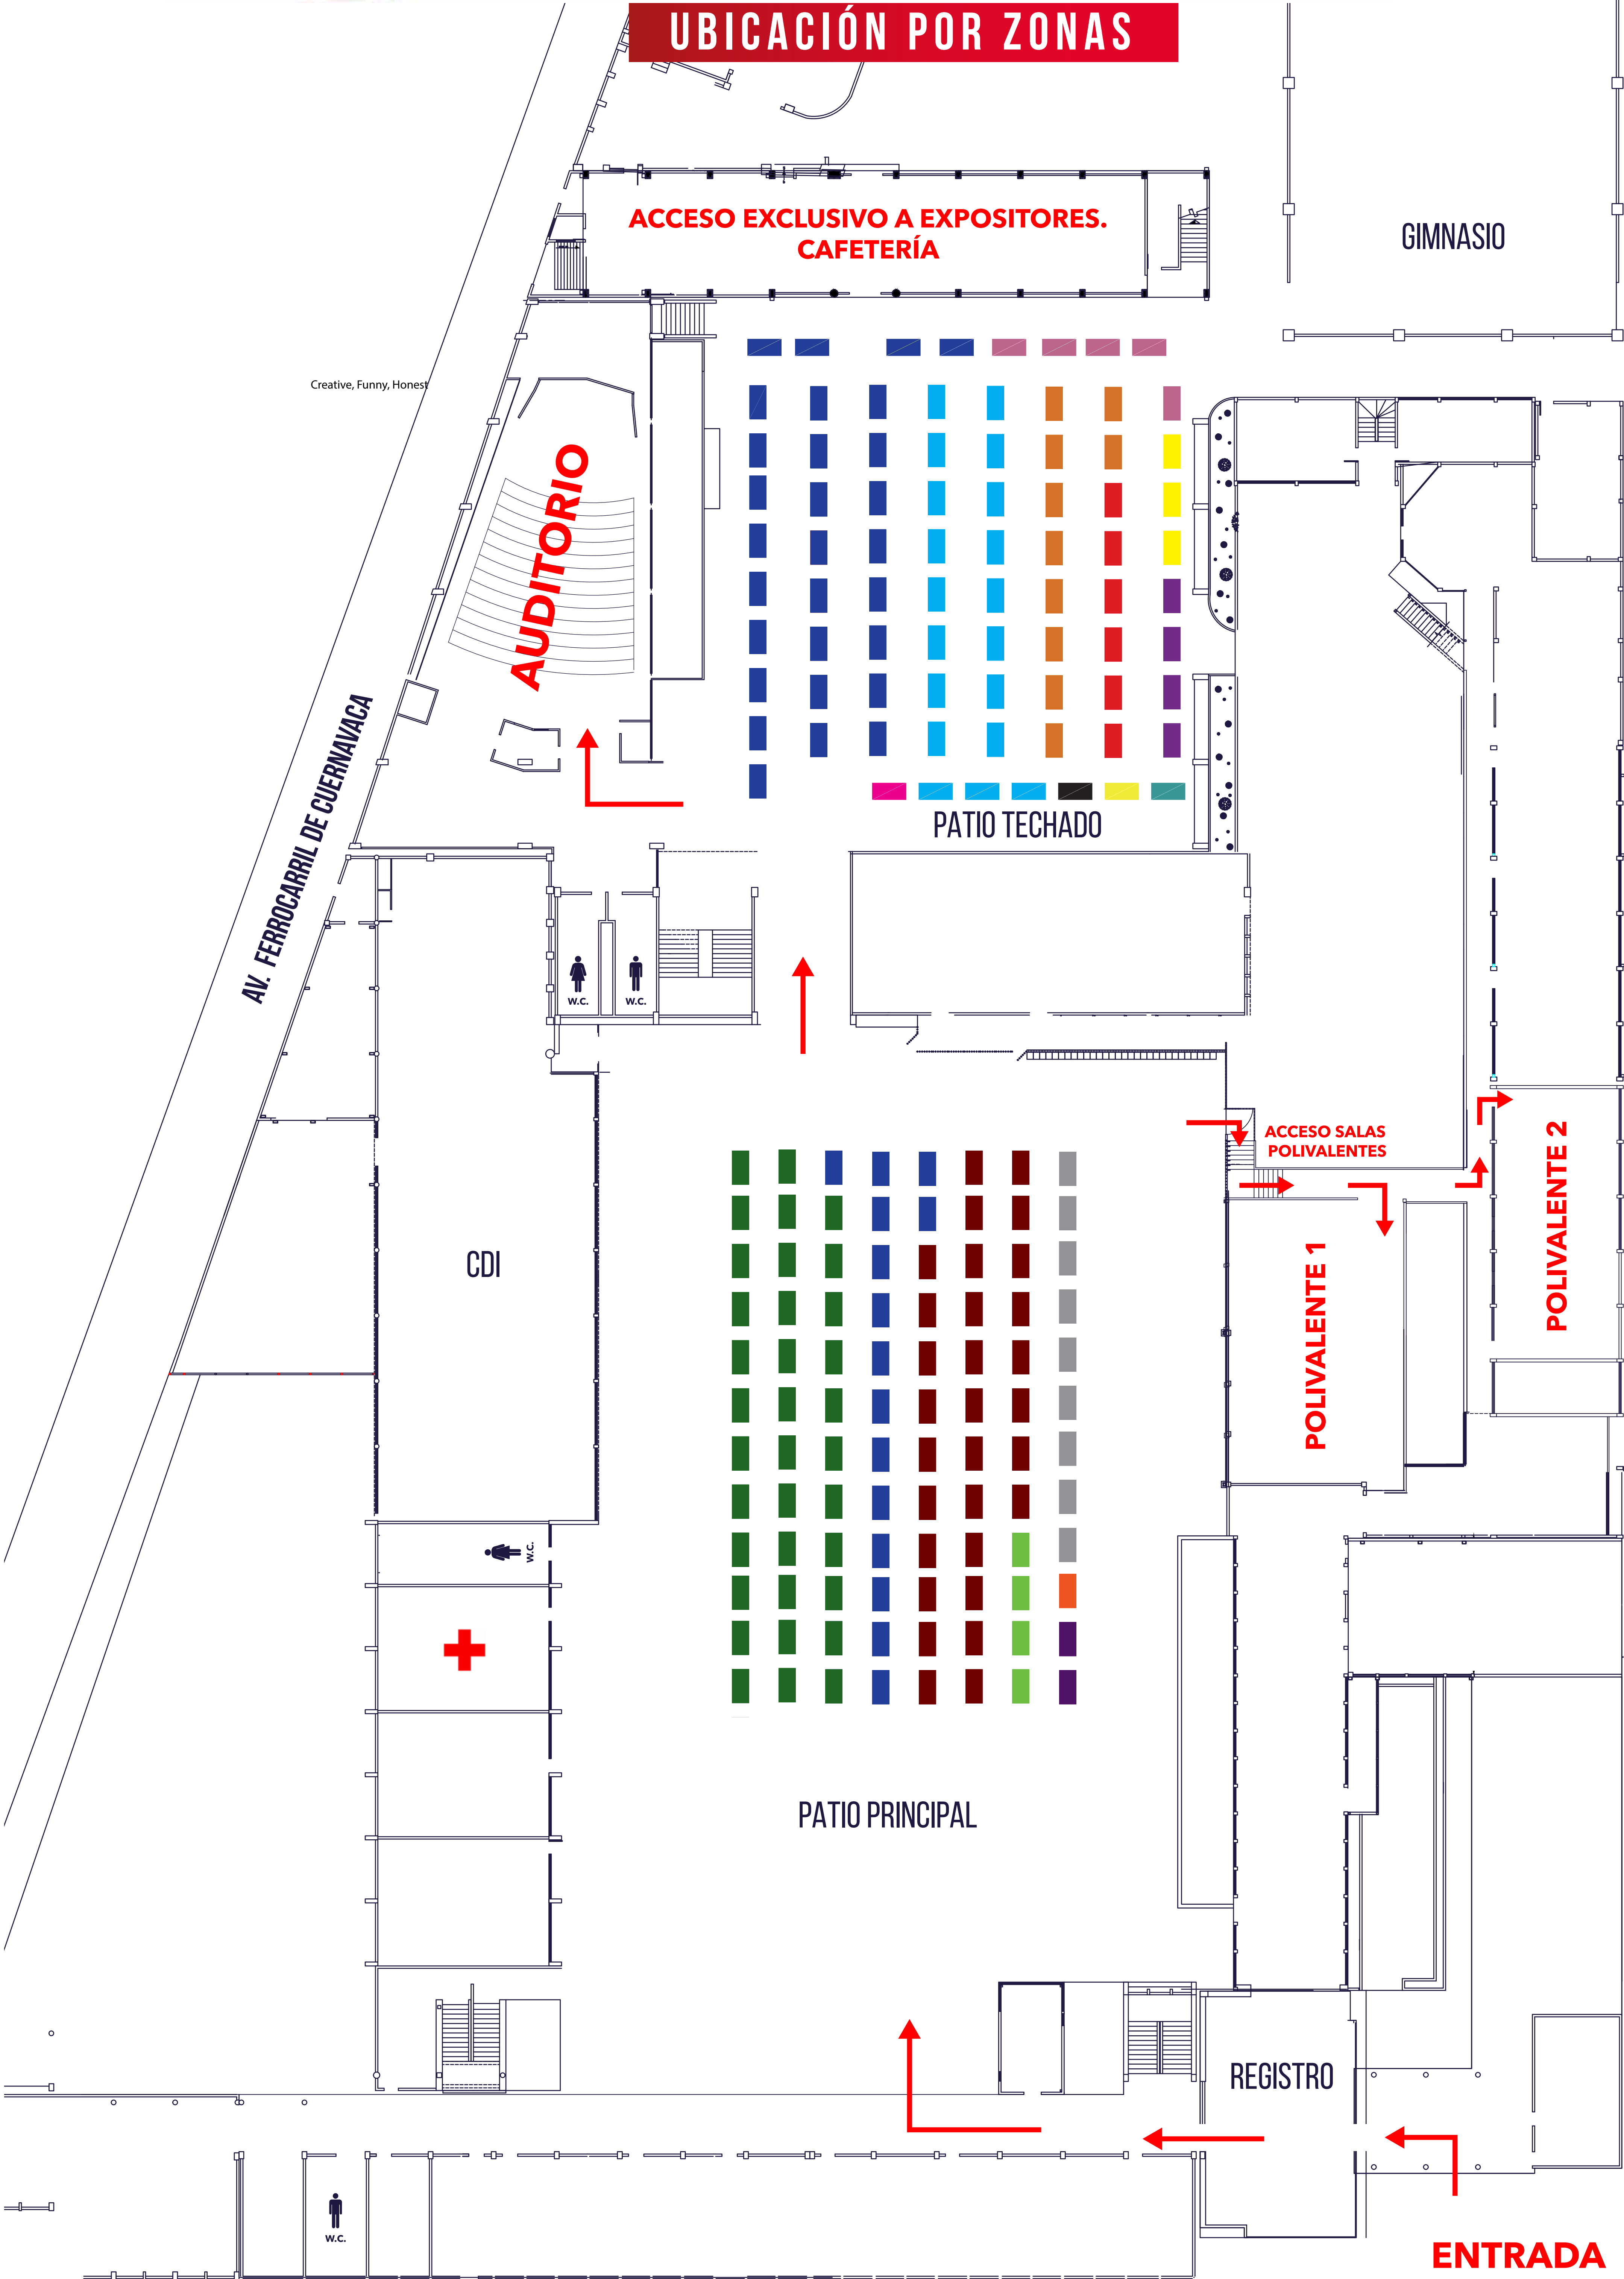 UBICACIÓN POR ZONAS
ACCESO EXCLUSIVO A EXPOSITORES.
CAFETERÍA
GIMNASIO
Creative, Funny, Honest
AUDITORIO
AV. FERROCARRIL DE CUERNAVACA
PATIO TECHADO
W.C.
W.C.
ACCESO SALAS
POLIVALENTES
POLIVALENTE 2
CDI
POLIVALENTE 1
W.C.
PATIO PRINCIPAL
REGISTRO
W.C.
ENTRADA